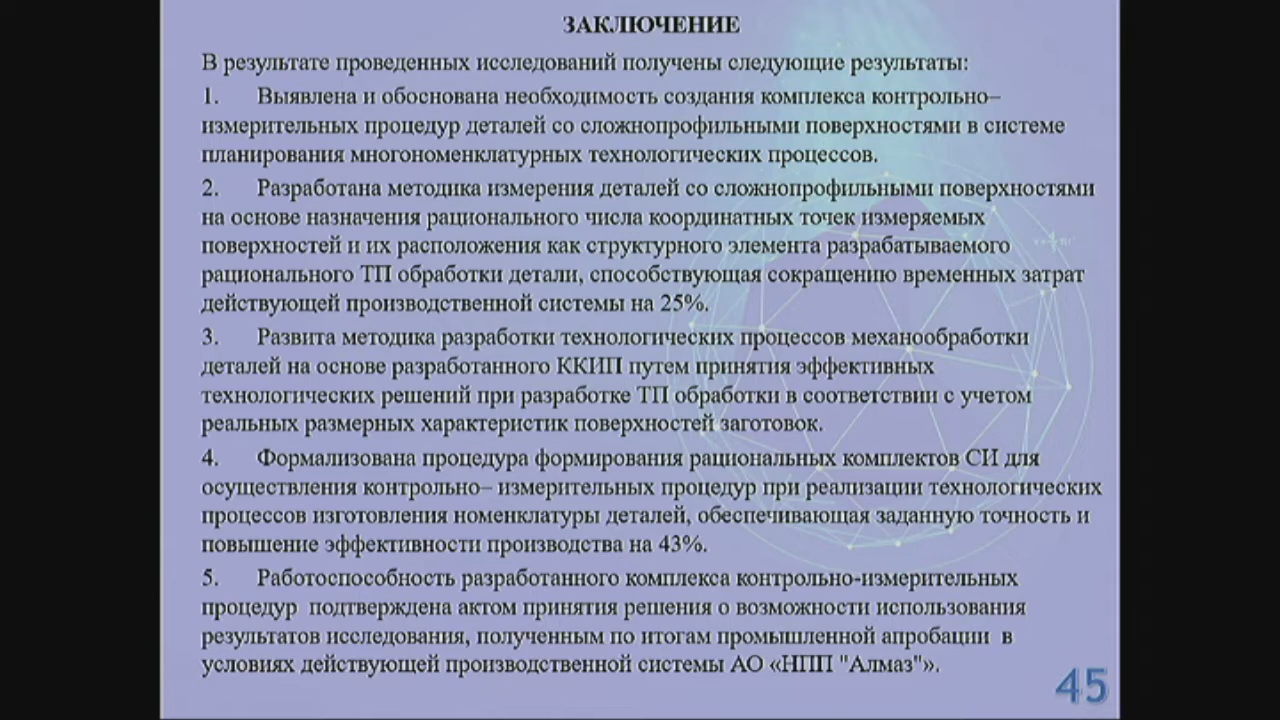 ЗАКЛЮЧЕНИЕ
В результате проведенных исследований получены следующие результаты:
1. Выявлена и обоснована необходимость создания комплекса контрольно–
измерительных процедур деталей со сложнопрофильными поверхностями в системе
планирования многономенклатурных технологических процессов.
2. Разработана методика измерения деталей со сложнопрофильными поверхностями
на основе назначения рационального числа координатных точек измеряемых
поверхностей и их расположения как структурного элемента разрабатываемого
рационального ТП обработки детали, способствующая сокращению временных затрат
действующей производственной системы на 25%.
3. Развита методика разработки технологических процессов механообработки
деталей на основе разработанного ККИП путем принятия эффективных
технологических решений при разработке ТП обработки в соответствии с учетом
реальных размерных характеристик поверхностей заготовок.
4. Формализована процедура формирования рациональных комплектов СИ для
осуществления контрольно– измерительных процедур при реализации технологических
процессов изготовления номенклатуры деталей, обеспечивающая заданную точность и
повышение эффективности производства на 43%.
5. Работоспособность разработанного комплекса контрольно-измерительных
процедур подтверждена актом принятия решения о возможности использования
результатов исследования, полученным по итогам промышленной апробации в
условиях действующей производственной системы АО «НПП "Алмаз"».
45